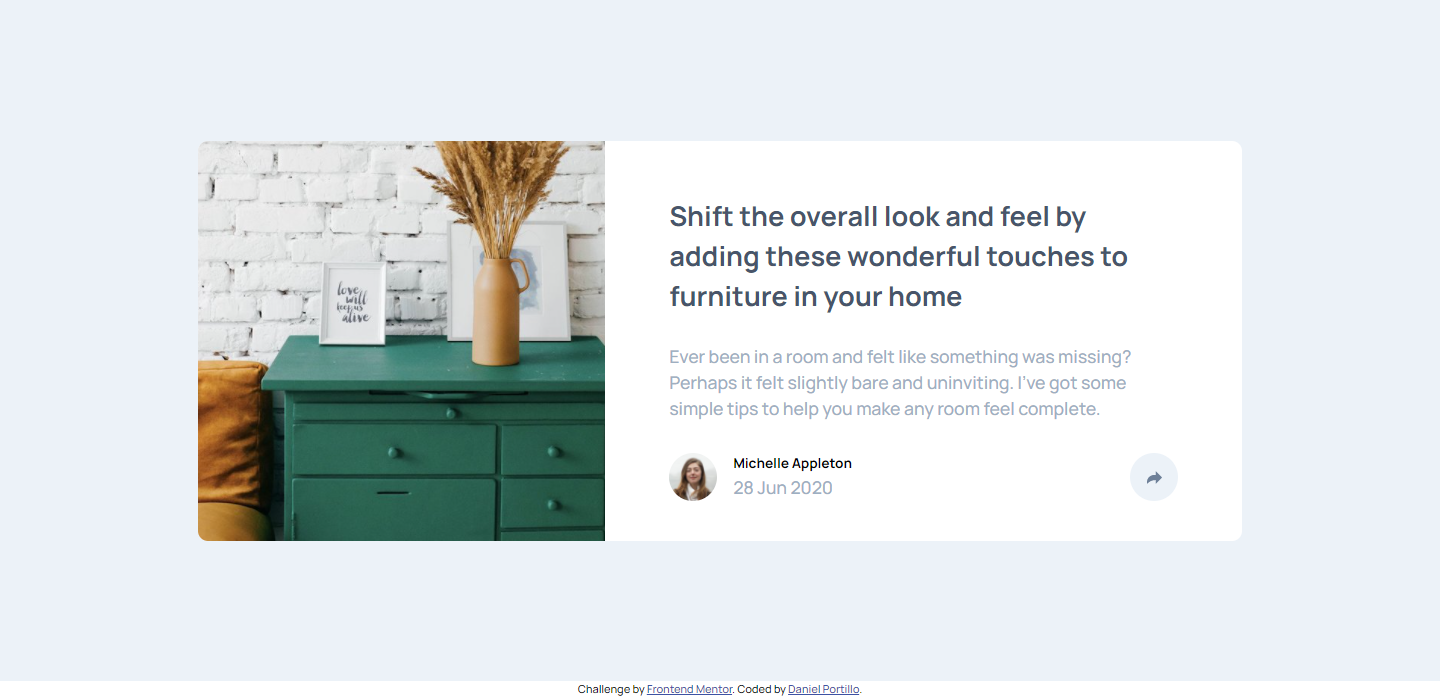 love
will
keep us
alive
Shift the overall look and feel by
adding these wonderful touches to
furniture in your home
Ever been in a room and felt like something was missing?
Perhaps it felt slightly bare and uninviting. I’ve got some
simple tips to help you make any room feel complete.
Michelle Appleton
28 Jun 2020
Challenge by Frontend Mentor. Coded by Daniel Portillo.